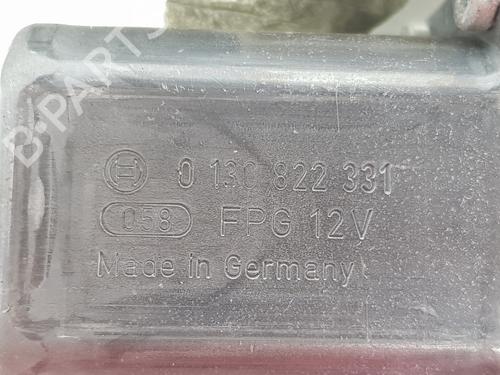 B-PARTS
0 130 822 331
058 FPG 12V
Made in Germany